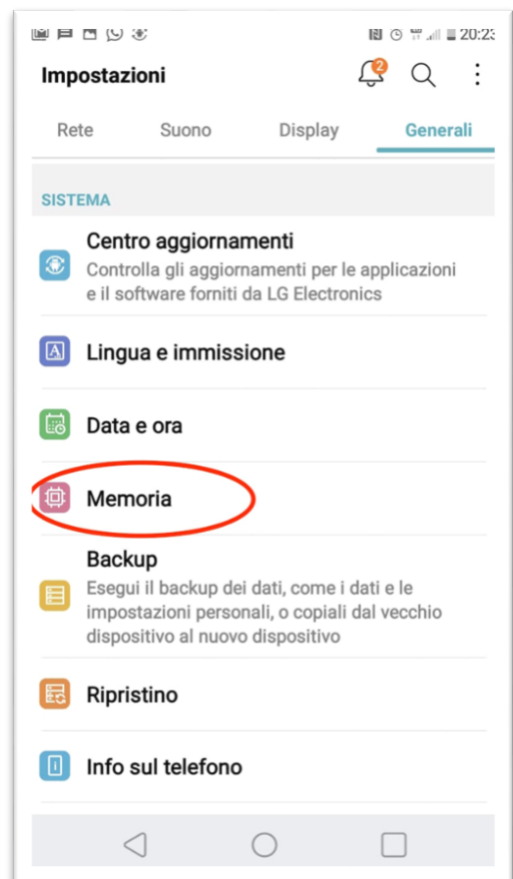 20:23
Impostazioni
2
Rete Suono Display Generali
SISTEMA
Centro aggiornamenti
Controlla gli aggiornamenti per le applicazioni
e il software forniti da LG Electronics
Lingua e immissione
Data e ora
Memoria
Backup
Esegui il backup dei dati, come i dati e le
impostazioni personali, o copiali dal vecchio
dispositivo al nuovo dispositivo
Ripristino
Info sul telefono